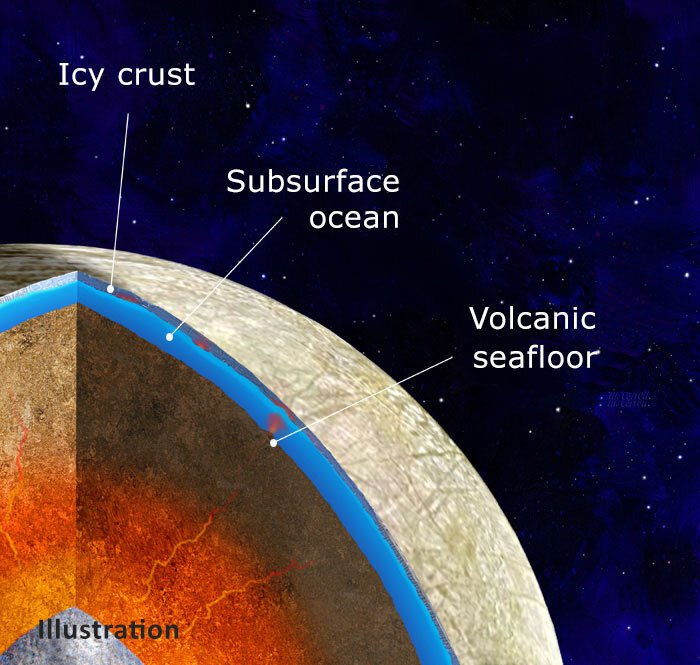 Icy crust
Subsurface
ocean
Volcanic
seafloor
Illustration